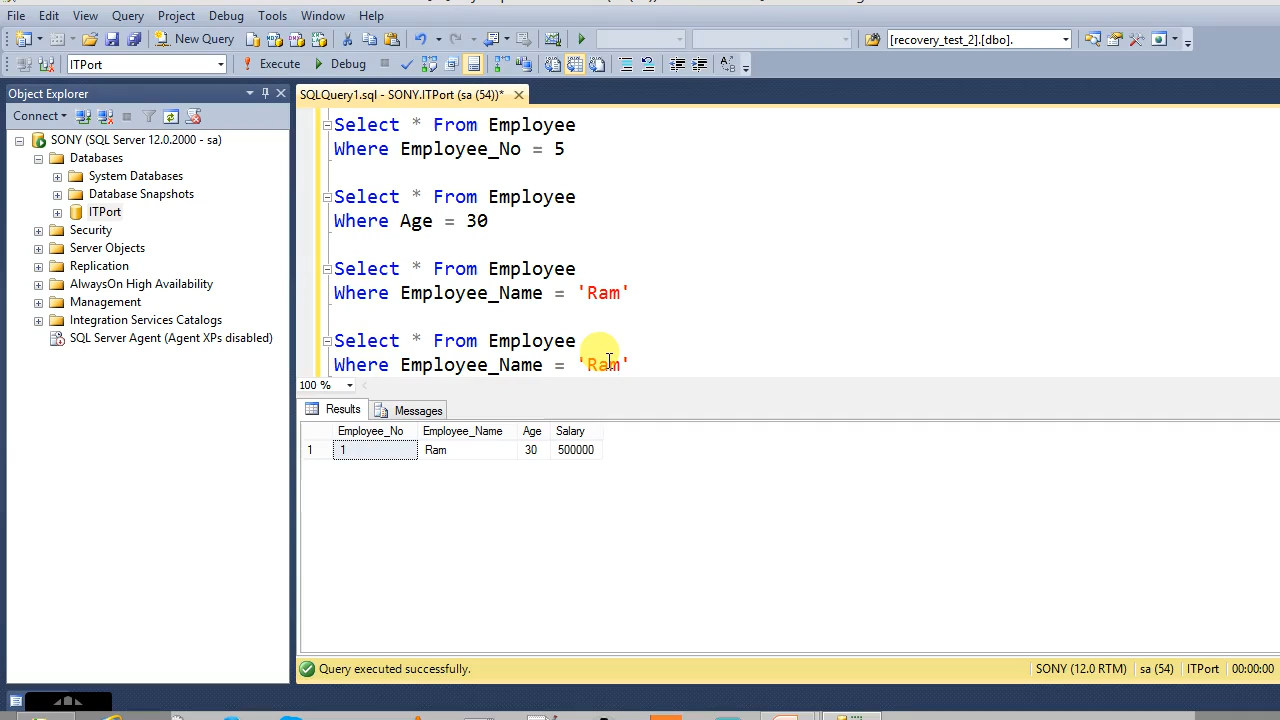 File Edit View Query Project Debug Tools Window Help
New Query [recovery_test_2].[dbo].
ITPort Execute Debug
Object Explorer
Connect
SONY (SQL Server 12.0.2000 - sa)
Databases
System Databases
Database Snapshots
ITPort
Security
Server Objects
Replication
AlwaysOn High Availability
Management
Integration Services Catalogs
SQL Server Agent (Agent XPs disabled)
SQLQuery1.sql - SONY.ITPort (sa (54))*
Select * From Employee
Where Employee_No = 5
Select * From Employee
Where Age = 30
Select * From Employee
Where Employee_Name = 'Ram'
Select * From Employee
Where Employee_Name = 'Ram'
100 %
Results Messages
Employee_No Employee_Name Age Salary
1 1 Ram 30 500000
Query executed successfully. SONY (12.0 RTM) sa (54) ITPort 00:00:00